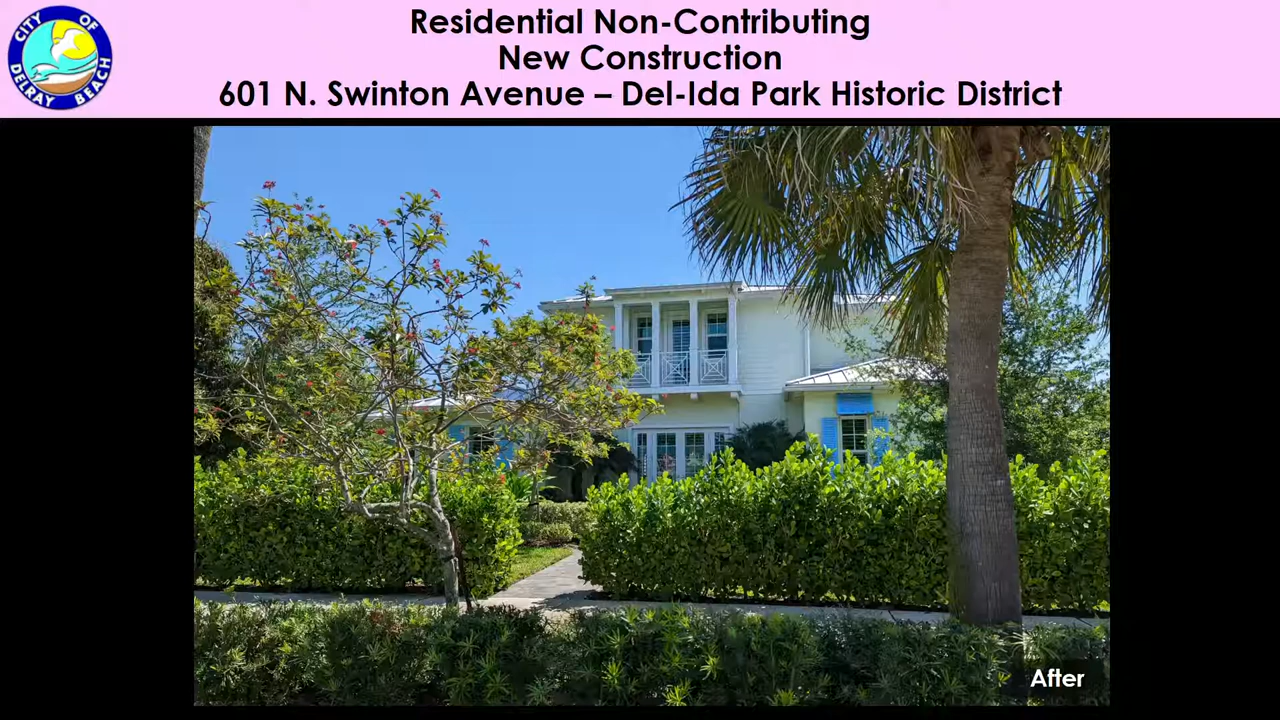 CITY OF
DELRAY BEACH
Residential Non-Contributing
New Construction
601 N. Swinton Avenue – Del-Ida Park Historic District
After